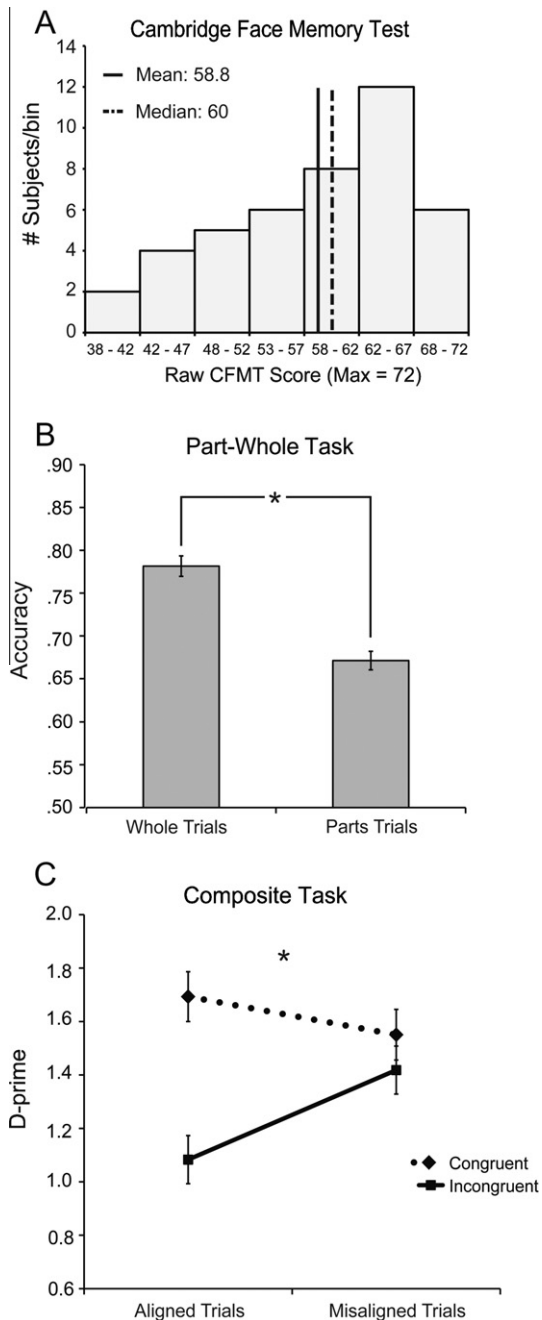 A
Cambridge Face Memory Test
14
12
10
8
6
4
2
0
# Subjects/bin
Mean: 58.8
Median: 60
38 - 42 42 - 47 48 - 52 53 - 57 58 - 62 62 - 67 68 - 72
Raw CFMT Score (Max = 72)
B
Part-Whole Task
.90
.85
.80
.75
.70
.65
.60
.55
.50
Accuracy
*
Whole Trials Parts Trials
C
Composite Task
2.0
1.8
1.6
1.4
1.2
1.0
0.8
0.6
D-prime
*
Congruent
Incongruent
Aligned Trials Misaligned Trials